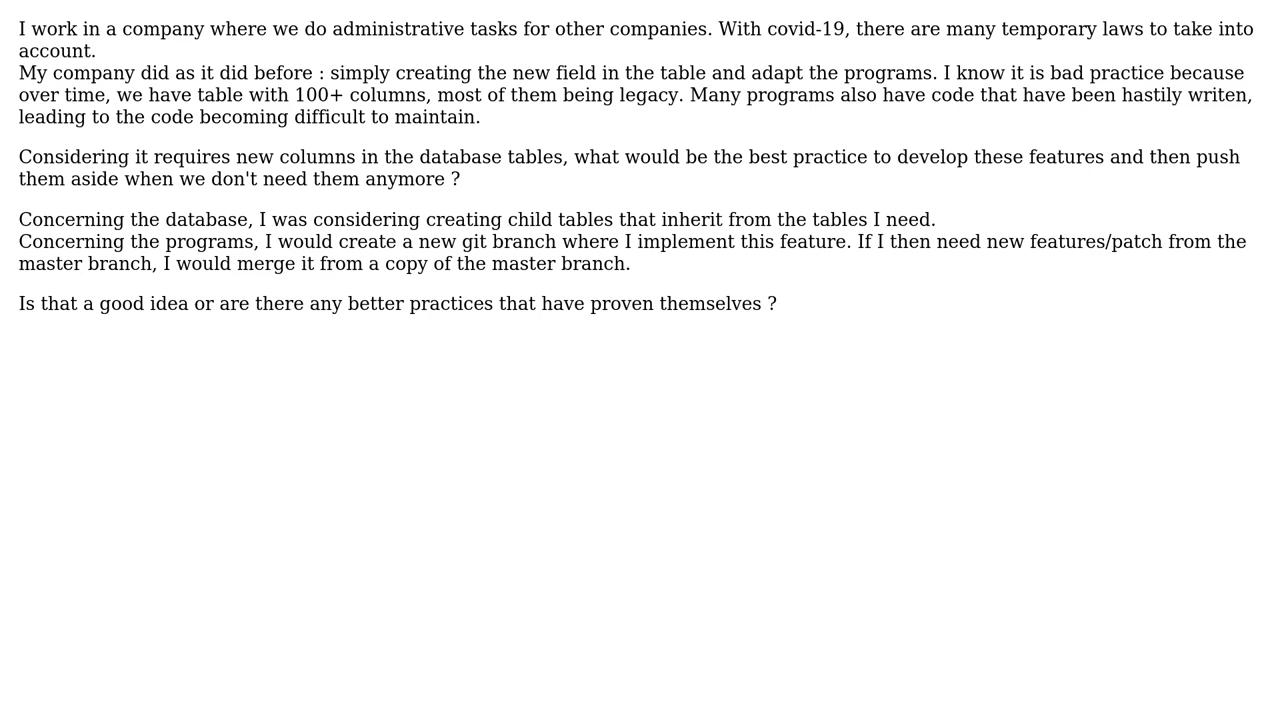 I work in a company where we do administrative tasks for other companies. With covid-19, there are many temporary laws to take into
account.
My company did as it did before : simply creating the new field in the table and adapt the programs. I know it is bad practice because
over time, we have table with 100+ columns, most of them being legacy. Many programs also have code that have been hastily writen,
leading to the code becoming difficult to maintain.
Considering it requires new columns in the database tables, what would be the best practice to develop these features and then push
them aside when we don't need them anymore ?
Concerning the database, I was considering creating child tables that inherit from the tables I need.
Concerning the programs, I would create a new git branch where I implement this feature. If I then need new features/patch from the
master branch, I would merge it from a copy of the master branch.
Is that a good idea or are there any better practices that have proven themselves ?